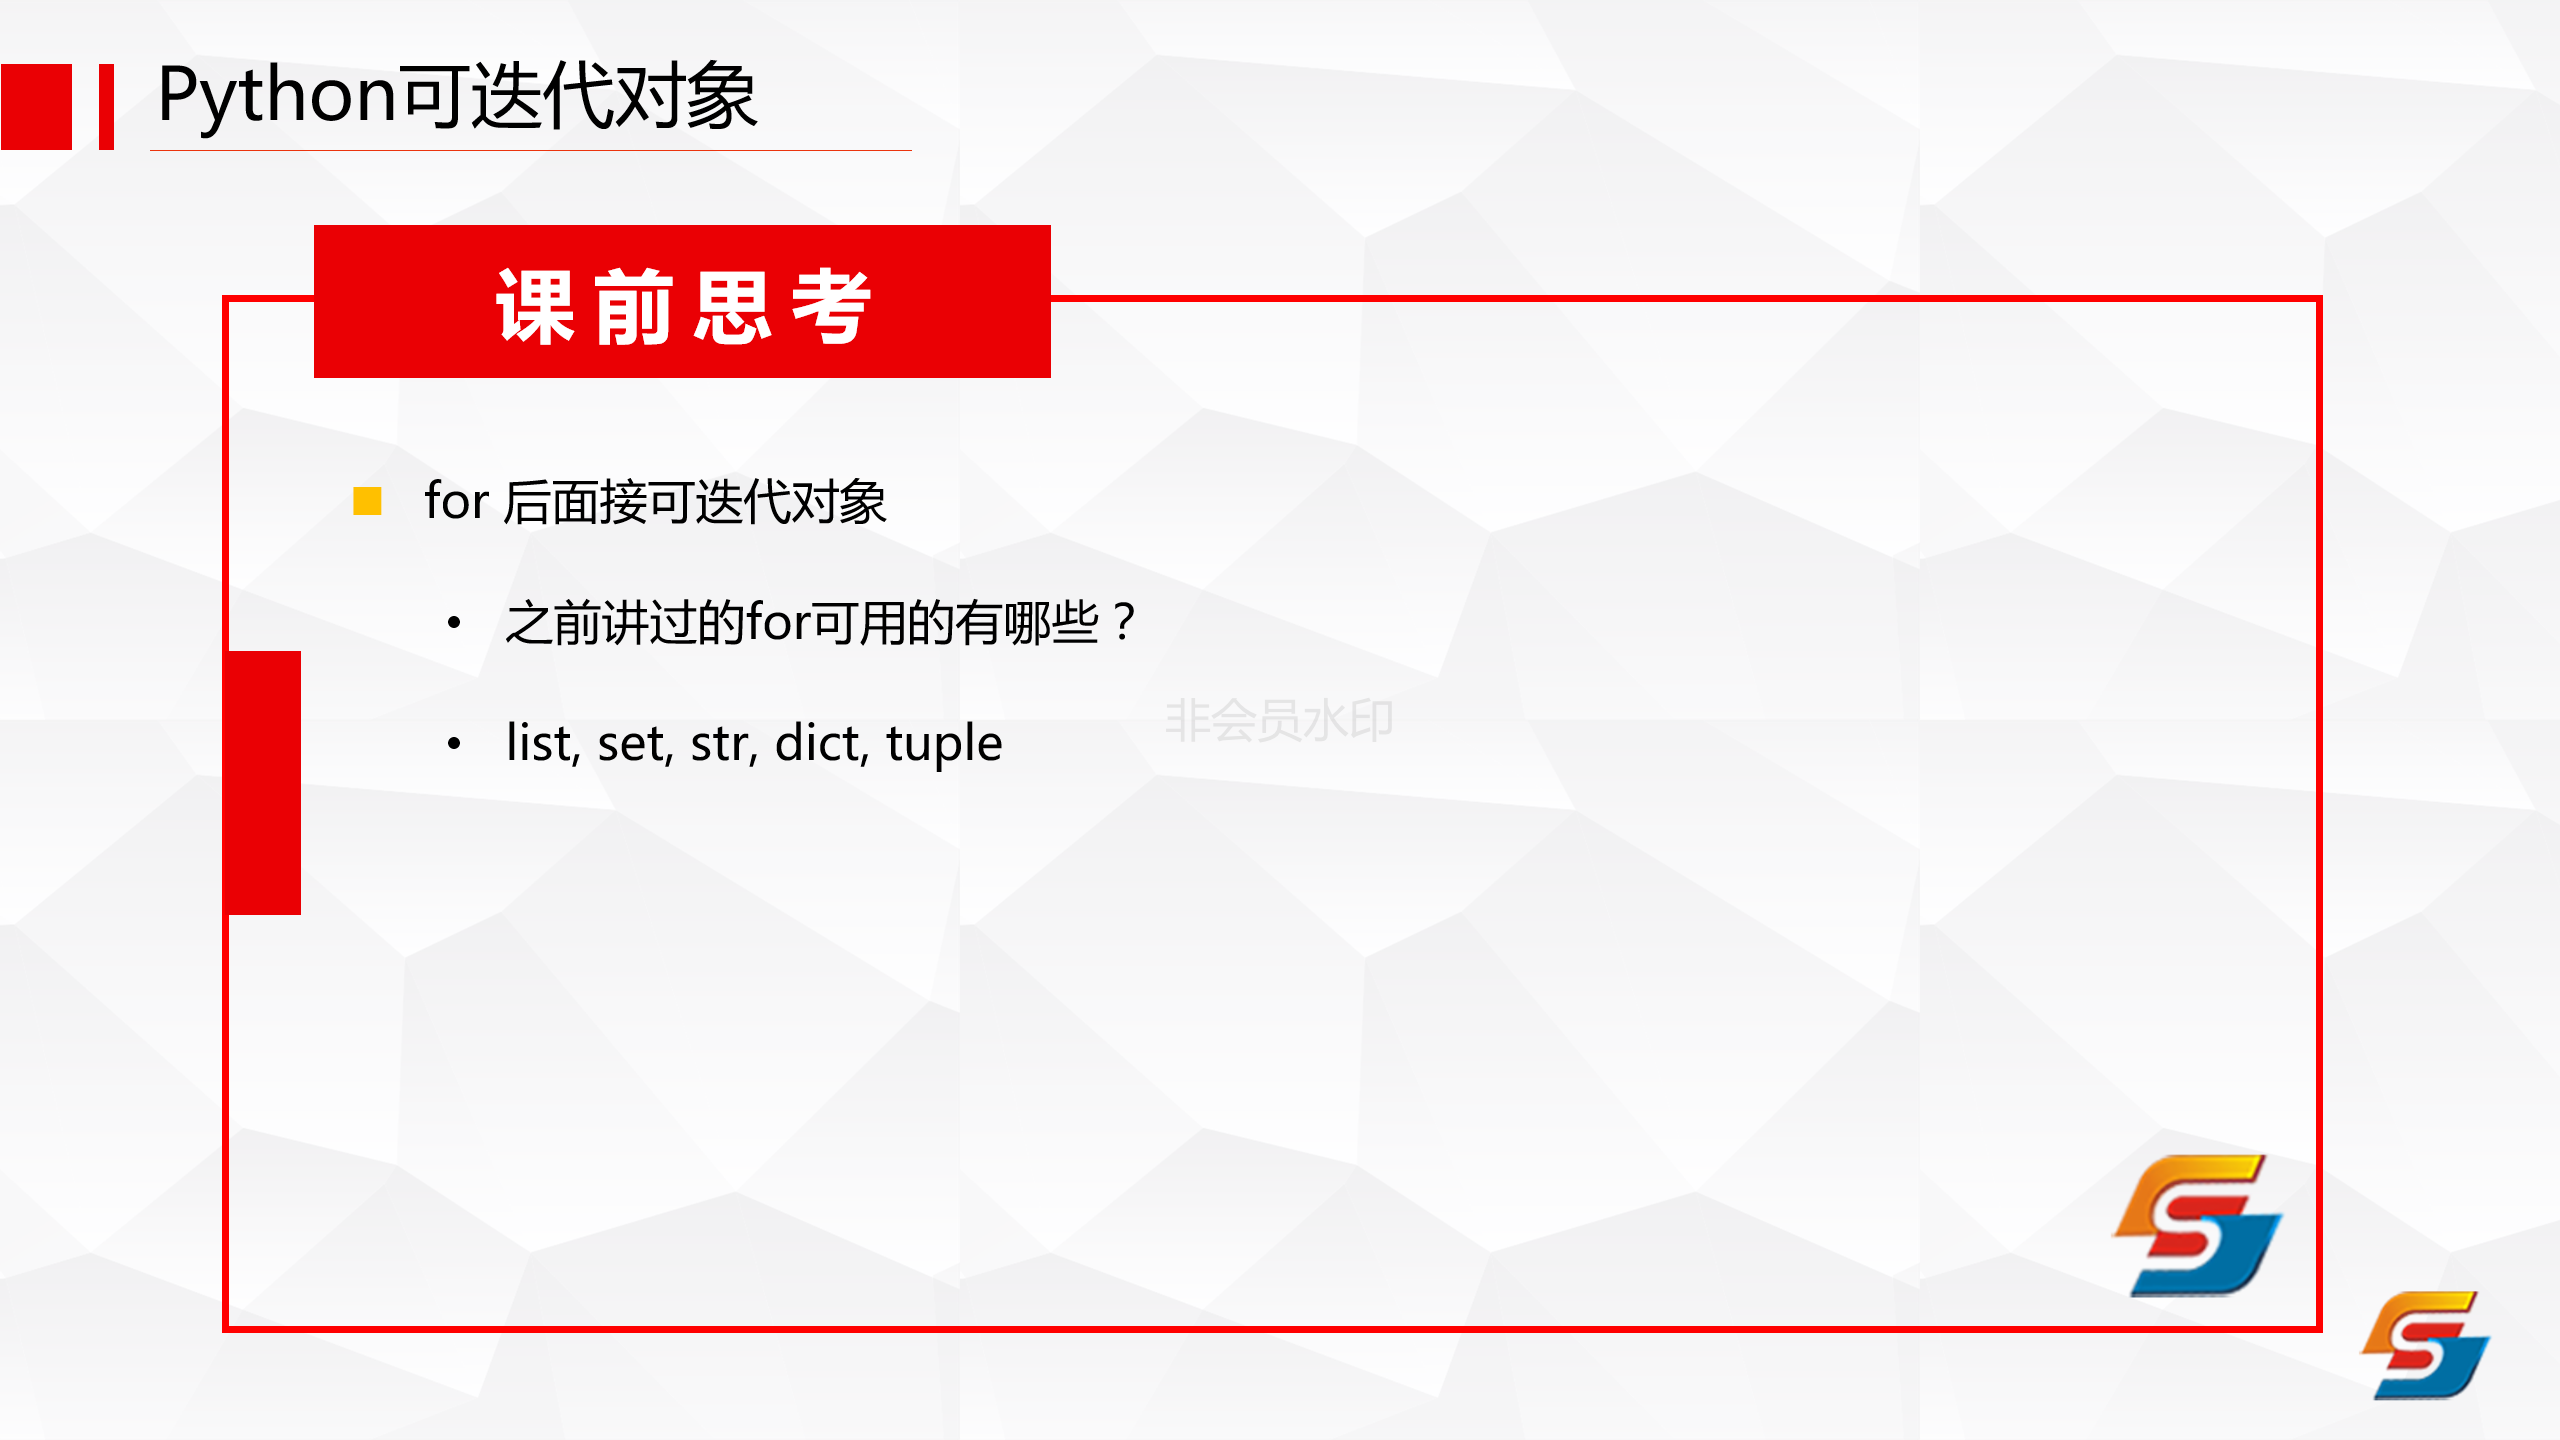 Python可迭代对象
课前思考
for 后面接可迭代对象
• 之前讲过的for可用的有哪些？
• list, set, str, dict, tuple
非会员水印